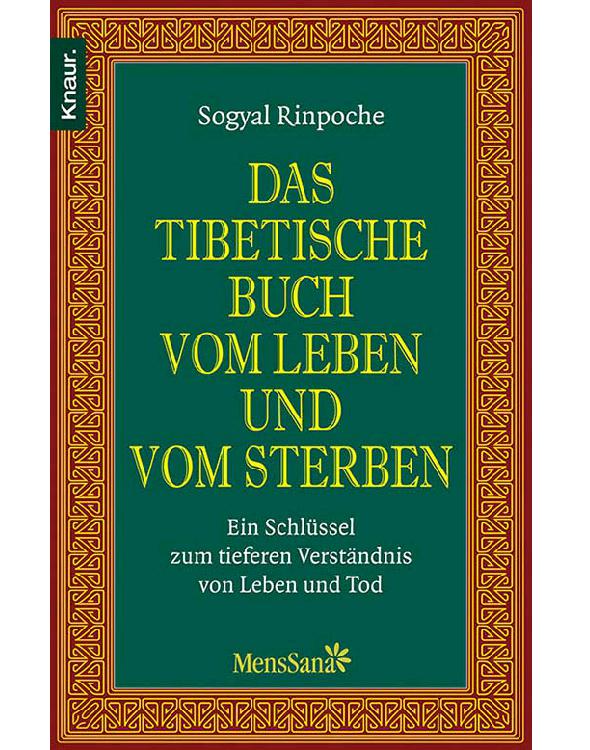 Knaur.
Sogyal Rinpoche
DAS
TIBETISCHE
BUCH
VOM LEBEN
UND
VOM STERBEN
Ein Schlüssel
zum tieferen Verständnis
von Leben und Tod
MensSana